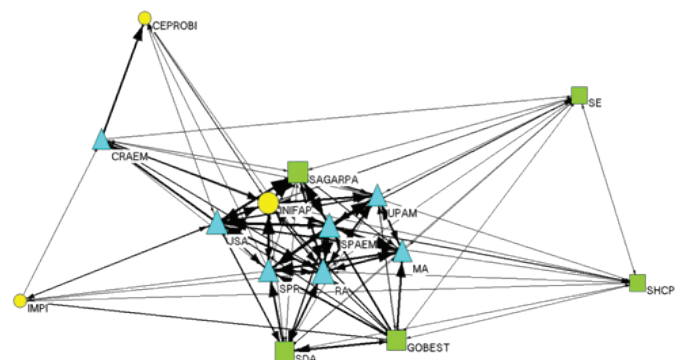 CEPROBI
SE
CRAEM
SAGARPA
INIFAP
UPAM
JSA
SPAEM
MA
SPR
RA
SHCP
IMPI
GOBEST
SDA